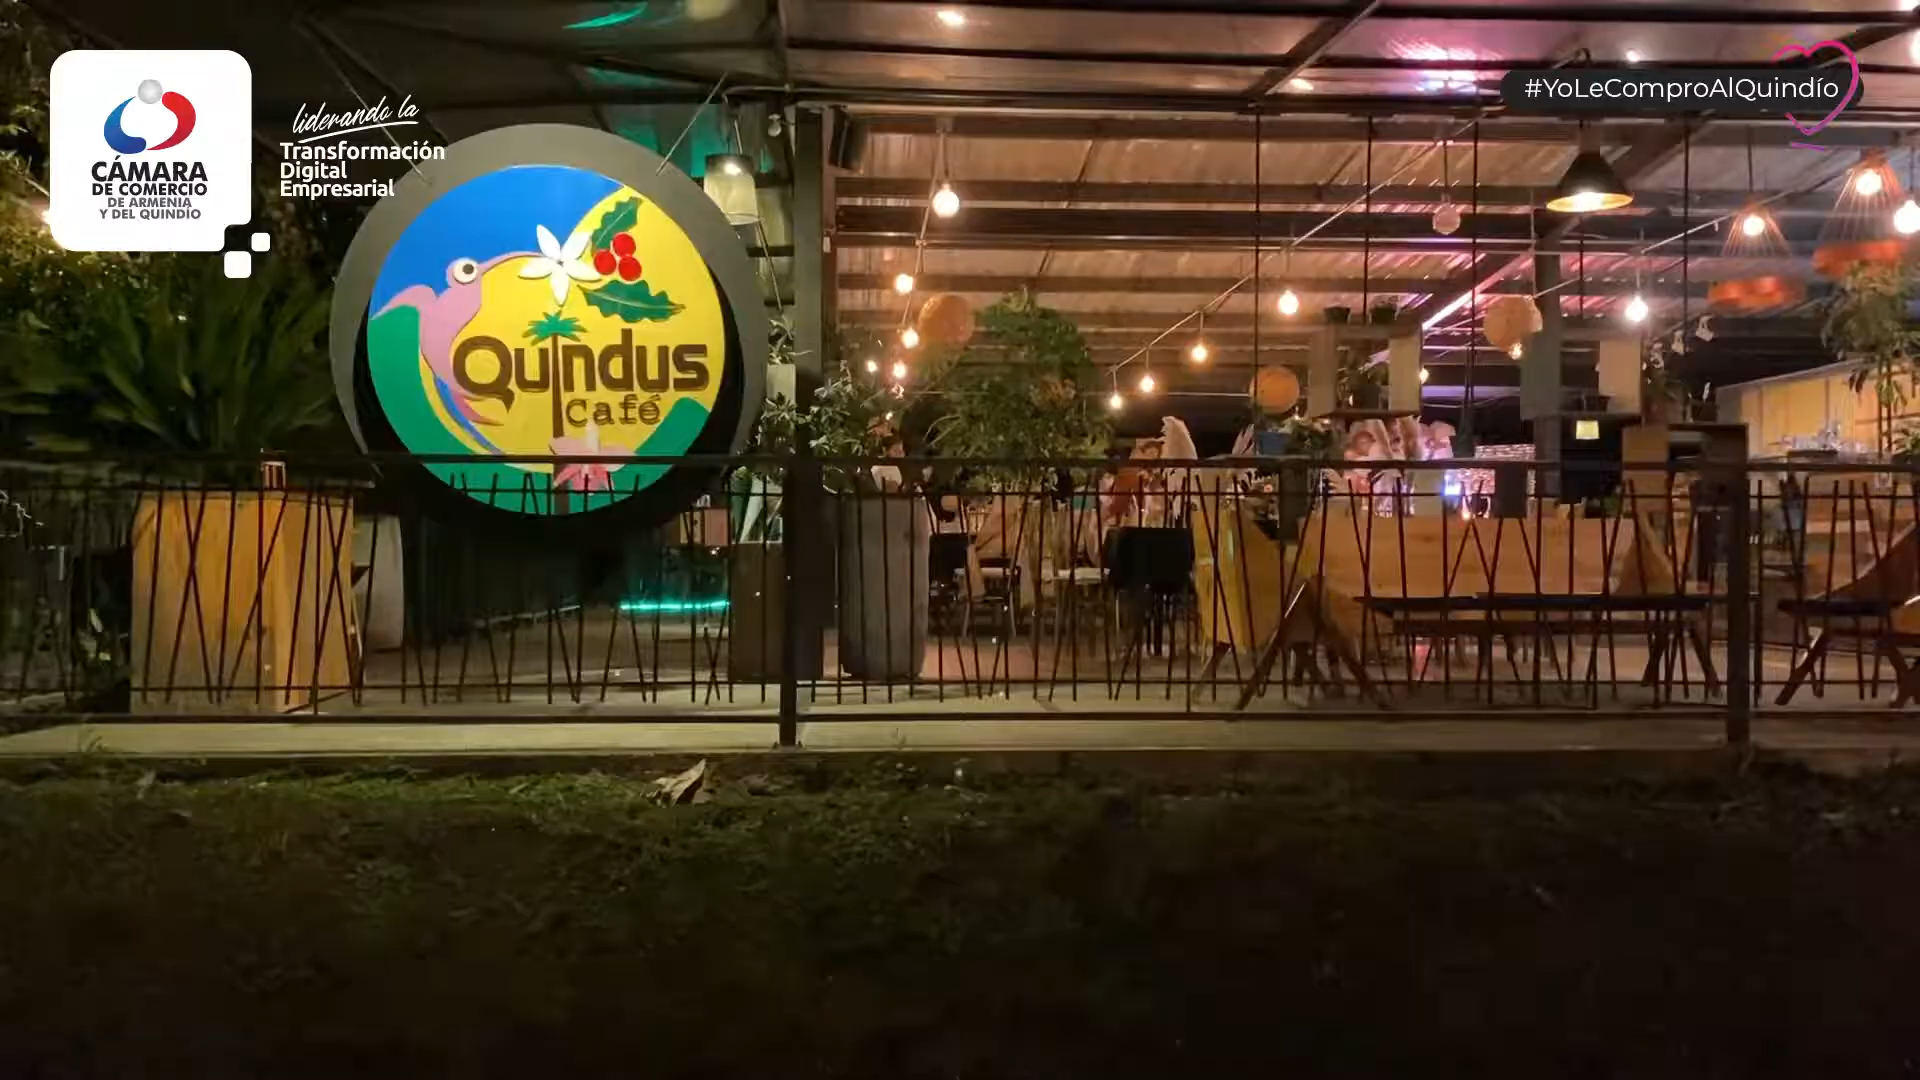 CÁMARA
DE COMERCIO
DE ARMENIA
Y DEL QUINDÍO
liderando la
Transformación
Digital
Empresarial
#YoLeComproAlQuindío
Quindus
Café